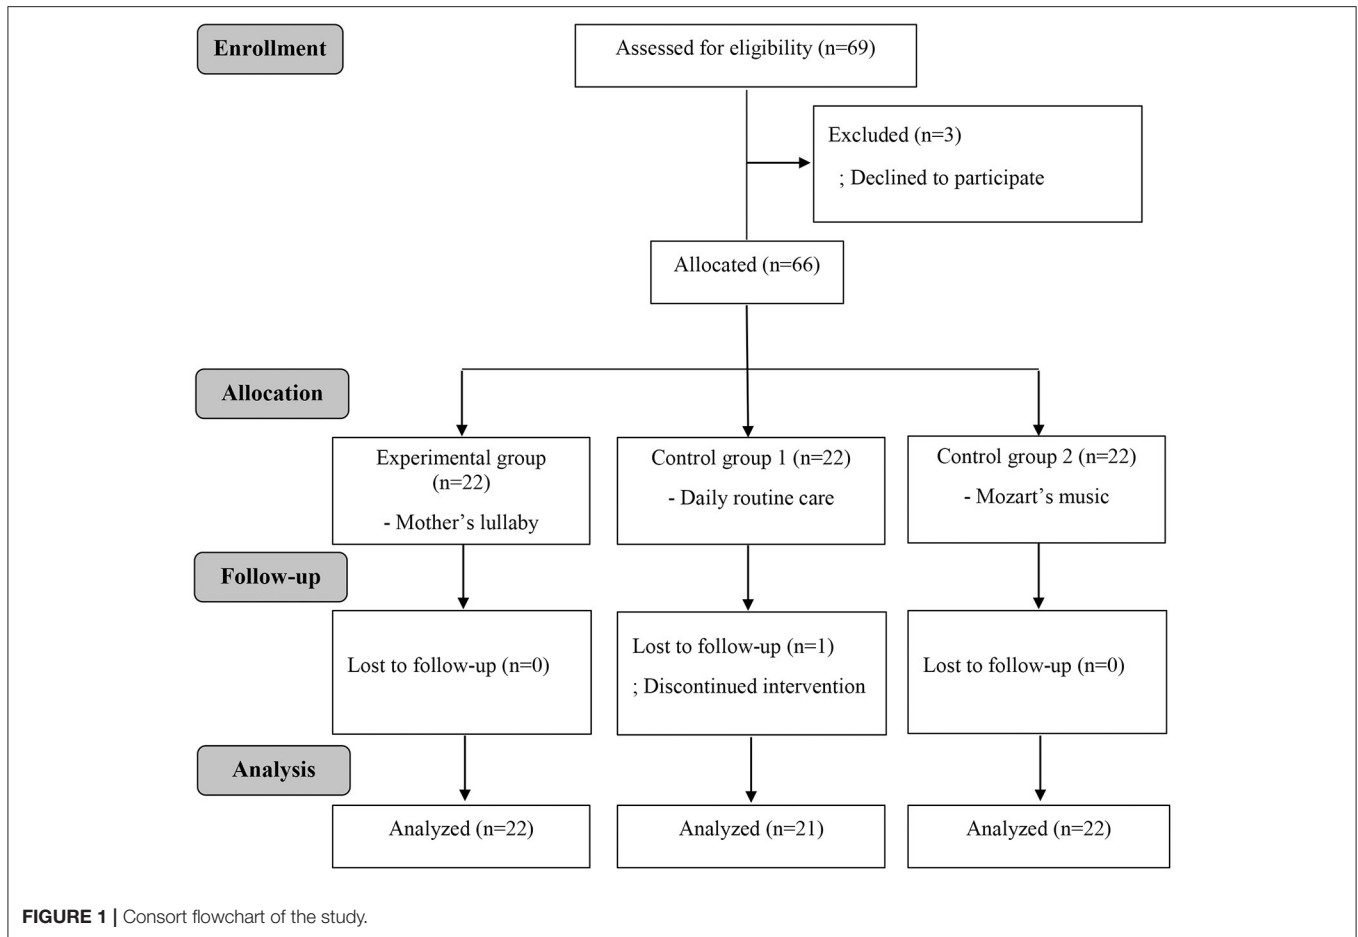 Enrollment
Assessed for eligibility (n=69)
Excluded (n=3)
; Declined to participate
Allocated (n=66)
Allocation
Experimental group
(n=22)
- Mother’s lullaby
Control group 1 (n=22)
- Daily routine care
Control group 2 (n=22)
- Mozart’s music
Follow-up
Lost to follow-up (n=0)
Lost to follow-up (n=1)
; Discontinued intervention
Lost to follow-up (n=0)
Analysis
Analyzed (n=22)
Analyzed (n=21)
Analyzed (n=22)
FIGURE 1 | Consort flowchart of the study.